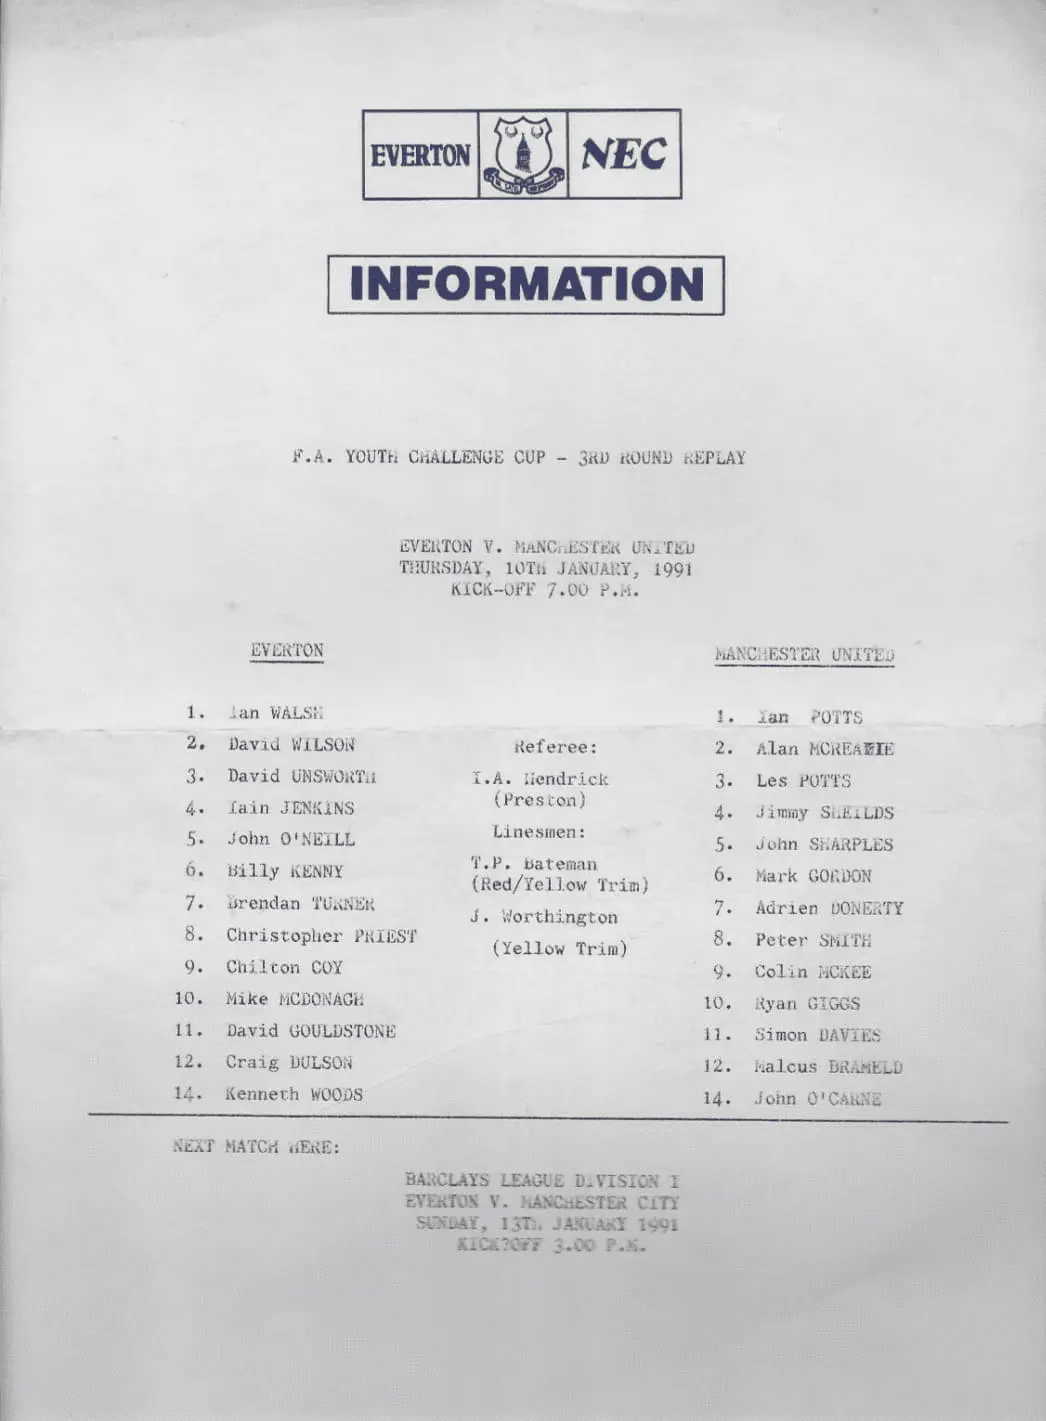 EVERTON
NEC
INFORMATION
F.A. YOUTH CHALLENGE CUP - 3RD ROUND REPLAY
EVERTON V. MANCHESTER UNITED
THURSDAY, 10TH JANUARY, 1991
KICK-OFF 7.00 P.M.
EVERTON
1. Ian WALSH
2. David WILSON
3. David UNSWORTH
4. Iain JENKINS
5. John O'NEILL
6. Billy KENNY
7. Brendan TURNER
8. Christopher PRIEST
9. Chilton COY
10. Mike MCDONAGH
11. David GOULDSTONE
12. Craig DULSON
14. Kenneth WOODS
Referee:
I.A. Hendrick
(Preston)
Linesmen:
T.P. Bateman
(Red/Yellow Trim)
J. Worthington
(Yellow Trim)
MANCHESTER UNITED
1. Ian POTTS
2. Alan
3. Les POTTS
4. Jimmy SHEILDS
5. John SHARPLES
6. Mark GORDON
7. Adrien DOHERTY
8. Peter SMITH
9. Colin MCKEE
10. Ryan GIGGS
11. Simon DAVIES
12. Malcus BRAMELD
14. John O'CARNE
NEXT MATCH HERE:
BARCLAYS LEAGUE DIVISION I
EVERTON V. MANCHESTER CITY
SUNDAY, 13TH JANUARY 1991
KICK?OFF 3.00 P.M.